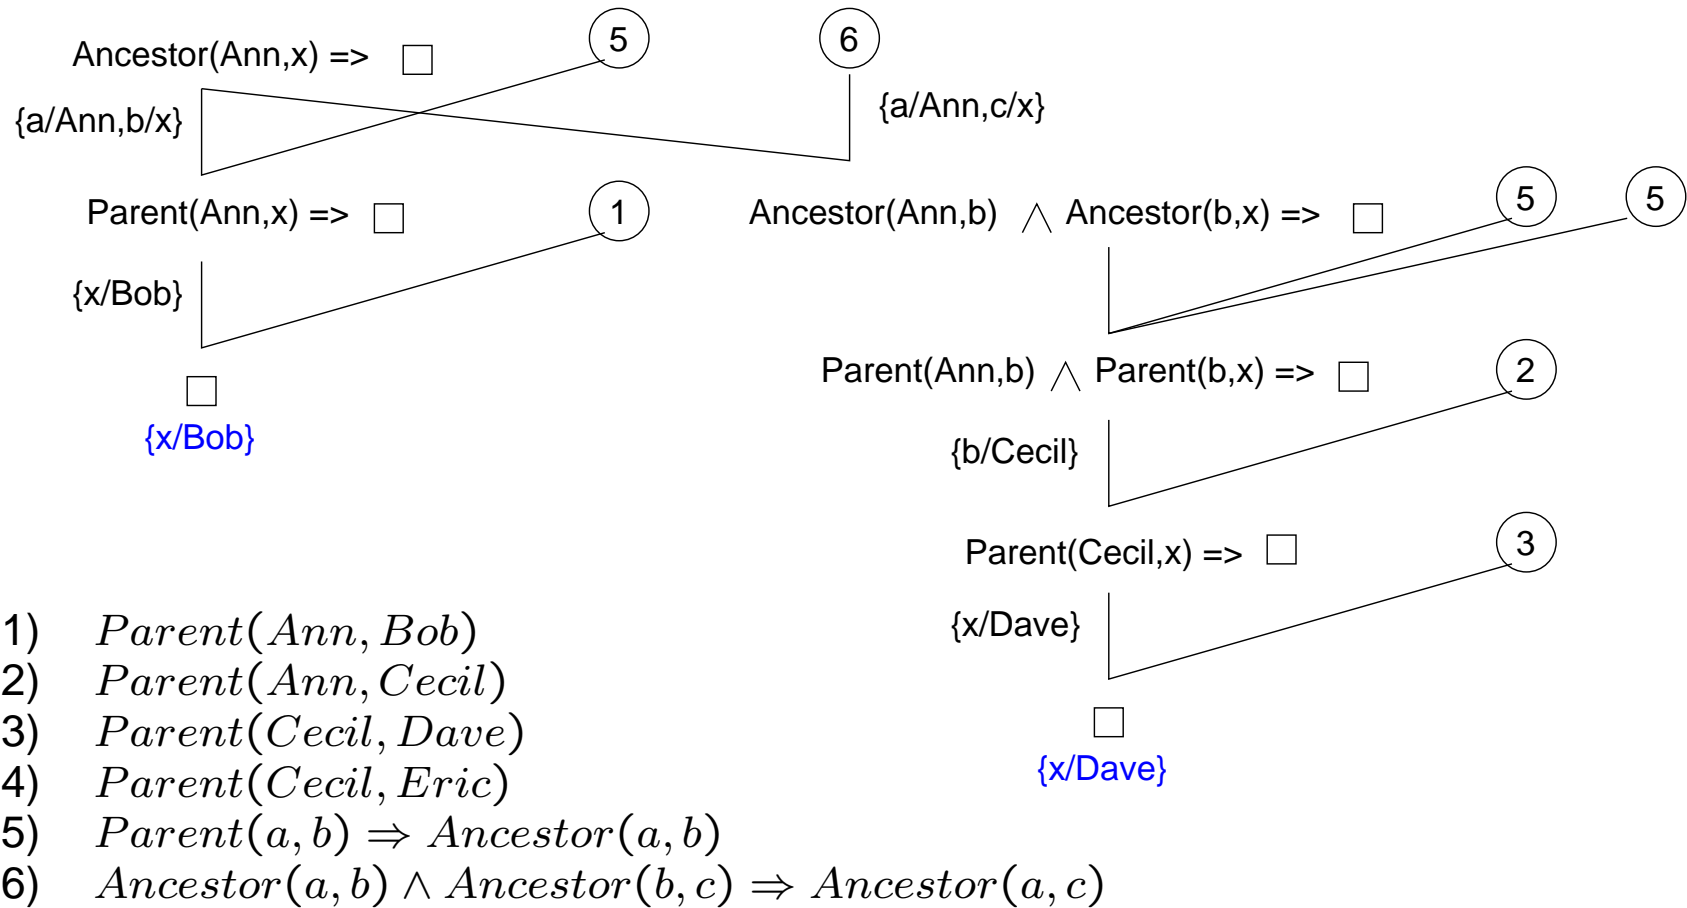 Ancestor(Ann,x) => □
5
6
{a/Ann,b/x}
{a/Ann,c/x}
Parent(Ann,x) => □
1
Ancestor(Ann,b) ∧ Ancestor(b,x) => □
5
5
{x/Bob}
□
{x/Bob}
Parent(Ann,b) ∧ Parent(b,x) => □
2
{b/Cecil}
Parent(Cecil,x) => □
3
{x/Dave}
□
{x/Dave}
1) Parent(Ann, Bob)
2) Parent(Ann, Cecil)
3) Parent(Cecil, Dave)
4) Parent(Cecil, Eric)
5) Parent(a, b) ⇒ Ancestor(a, b)
6) Ancestor(a, b) ∧ Ancestor(b, c) ⇒ Ancestor(a, c)